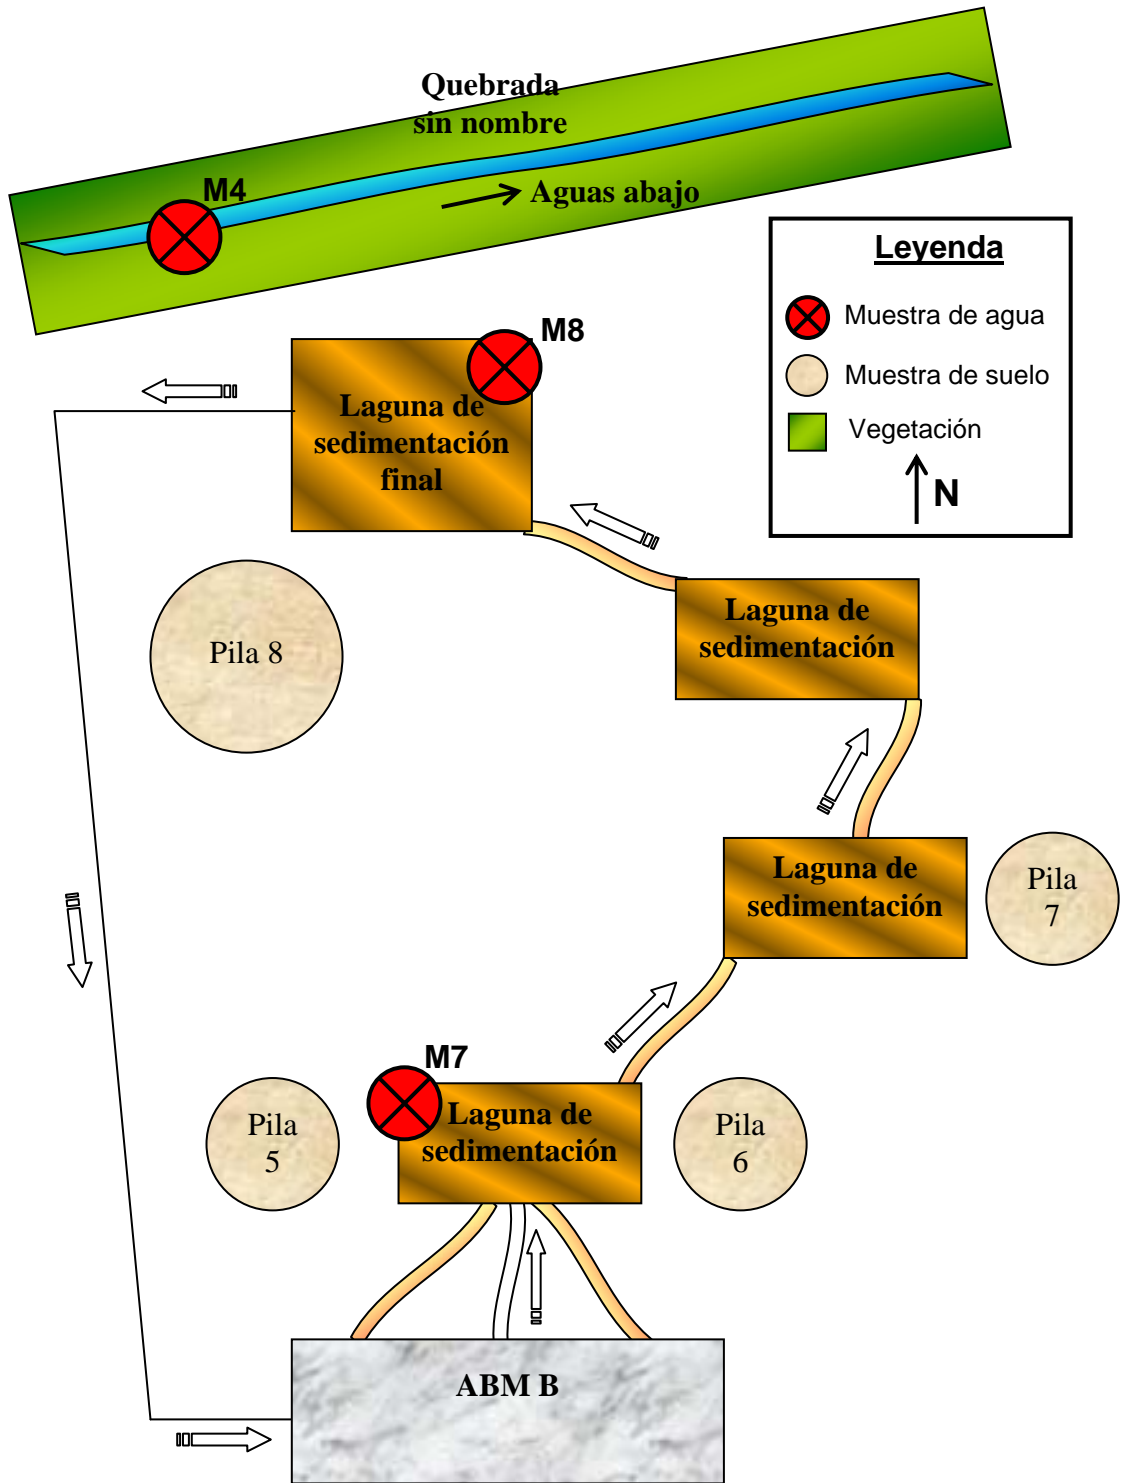 Quebrada
sin nombre
M4
Aguas abajo
Leyenda
Muestra de agua
Muestra de suelo
Vegetación
N
M8
Laguna de
sedimentación
final
Laguna de
sedimentación
Pila 8
Laguna de
sedimentación
Pila
7
M7
Pila
5
Laguna de
sedimentación
Pila
6
ABM B